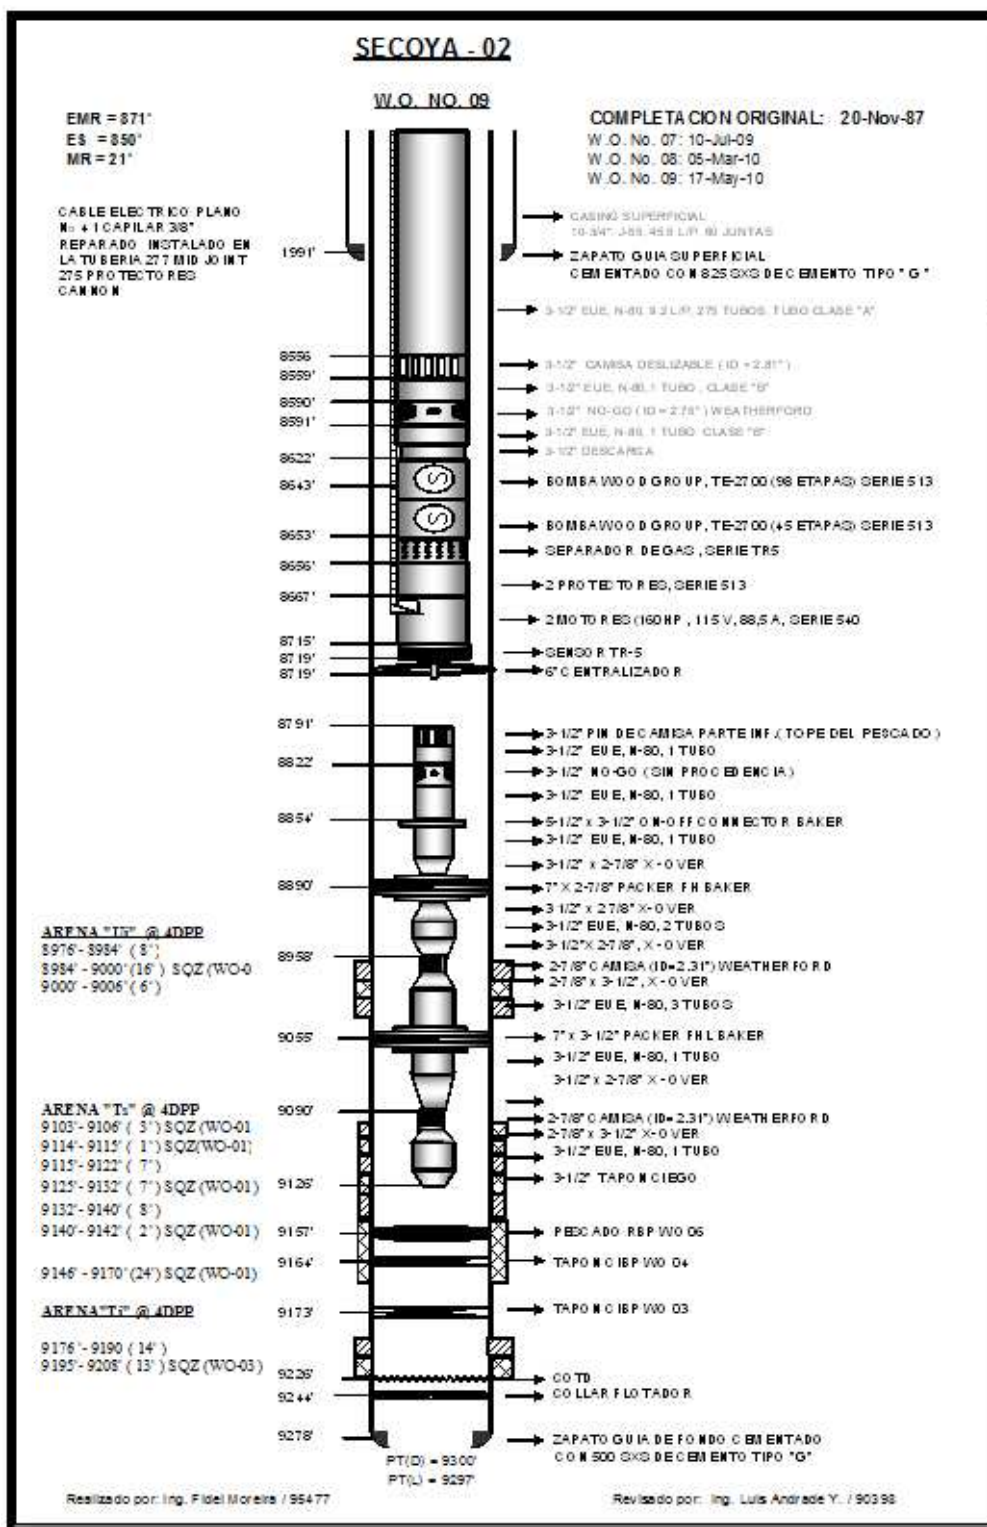 SECOYA - 02
W.O. NO. 09
EMR = 871'
ES = 850'
MR = 21'
COMPLETACION ORIGINAL: 20-Nov-87
W.O. No. 07: 10-Jul-09
W.O. No. 08: 05-Mar-10
W.O. No. 09: 17-May-10
CABLE ELECTRICO PLANO
No 4 1 CAPILAR 3/8"
REPARADO INSTALADO EN
LA TUBERIA 277 MID JOINT
275 PROTECTORES
CANNON
CASING SUPERFICIAL
10-3/4", J-55, 60 JUNTAS
1991'
ZAPATO GUIA SUPERFICIAL
CEMENTADO CON 825 SXS DE CEMENTO TIPO "G"
3-1/2" EUE, N-80, 9.2 L/P, 275 TUBOS. TUBO CLASE "A"
8556
3-1/2" CAMISA DESLIZABLE ( ID = 2.81" )
8559'
3-1/2" EUE, N-80, 1 TUBO , CLASE "B"
8590'
3-1/2" NO-GO ( ID = 2.75" ) WEATHERFORD
8591'
3-1/2" EUE, N-80, 1 TUBO CLASE "B"
3-1/2" DESCARGA
8622'
8643'
BOMBA WOOD GROUP, TE-2700 (98 ETAPAS) SERIE 513
BOMBA WOOD GROUP, TE-2700 (45 ETAPAS) SERIE 513
8653'
SEPARADOR DE GAS , SERIE TR5
8656'
2 PROTECTORES, SERIE 513
8667'
2 MOTORES (160 HP , 115 V, 88,5 A, SERIE 540
8715'
SENSOR TR-5
8719'
6" CENTRALIZADOR
8719'
8791'
3-1/2" PIN DE CAMISA PARTE INF. ( TOPE DEL PESCADO )
3-1/2" EUE, N-80, 1 TUBO
8822'
3-1/2" NO-GO ( SIN PROCEDENCIA )
3-1/2" EUE, N-80, 1 TUBO
8854'
5-1/2" x 3-1/2" ON-OFF CONNECTOR BAKER
3-1/2" EUE, N-80, 1 TUBO
3-1/2" x 2-7/8" X-OVER
8890'
7" X 2-7/8" PACKER FH BAKER
3-1/2" x 2 7/8" X-OVER
3-1/2" EUE, N-80, 2 TUBOS
3-1/2"X 2-7/8", X-OVER
ARENA "Ui" @ 4DPP
8976'- 8984' ( 8')
8984' - 9000' (16' ) SQZ (WO-0
9000' - 9006' ( 6')
8958'
2-7/8" CAMISA (ID= 2.31") WEATHERFORD
2-7/8" x 3-1/2", X-OVER
3-1/2" EUE, N-80, 3 TUBOS
9055'
7" x 3-1/2" PACKER FHL BAKER
3-1/2" EUE, N-80, 1 TUBO
3-1/2" x 2-7/8" X-OVER
ARENA "Ts" @ 4DPP
9103'- 9106' ( 3') SQZ (WO-01
9114'- 9115' ( 1') SQZ(WO-01)
9115'- 9122' ( 7')
9125'- 9132' ( 7') SQZ (WO-01)
9132' - 9140' ( 8')
9140' - 9142' ( 2') SQZ (WO-01)
9146' - 9170' (24') SQZ (WO-01)
9090'
2-7/8" CAMISA (ID= 2.31") WEATHERFORD
2-7/8" x 3-1/2" X-OVER
3-1/2" EUE, N-80, 1 TUBO
9126'
3-1/2" TAPON CIEGO
9157'
PESCADO RBP WO 06
9164'
TAPON CIBP WO 04
9173'
TAPON CIBP WO 03
ARENA "Ti" @ 4DPP
9176'- 9190 ( 14')
9195'- 9208' ( 13') SQZ (WO-03)
9226'
COTD
9244'
COLLAR FLOTADOR
9278'
ZAPATO GUIA DE FONDO CEMENTADO
CON 500 SXS DE CEMENTO TIPO "G"
PT(D) = 9300'
PT(L) = 9297'
Realizado por: Ing. Fidel Moreira / 95477
Revisado por: Ing. Luis Andrade Y. / 90398